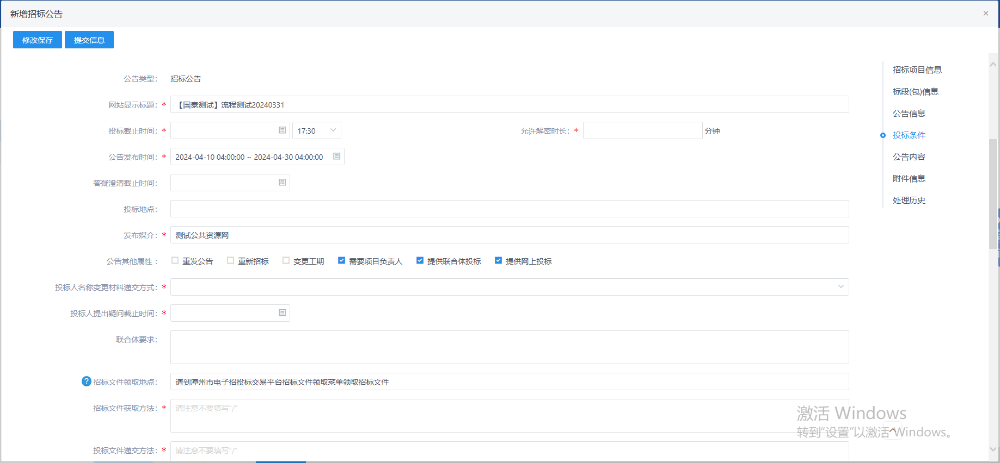 新增招标公告
×
修改保存 提交信息
公告类型： 招标公告
网站显示标题： * 【国泰测试】流程测试20240331
投标截止时间： * 17:30 允许解密时长： * 分钟
公告发布时间： * 2024-04-10 04:00:00 ~ 2024-04-30 04:00:00
答疑澄清截止时间：
投标地点：
发布媒介： * 测试公共资源网
公告其他属性： 重发公告 重新招标 变更工期 需要项目负责人 提供联合体投标 提供网上投标
投标人名称变更材料递交方式： *
投标人提出疑问截止时间： *
联合体要求：
? 招标文件领取地点： 请到漳州市电子招投标交易平台招标文件领取菜单领取招标文件
招标文件获取方法： * 请注意不要填写"/"
投标文件递交方法： * 请注意不要填写"/"
招标项目信息
标段(包)信息
公告信息
投标条件
公告内容
附件信息
处理历史
激活 Windows
转到"设置"以激活 Windows。